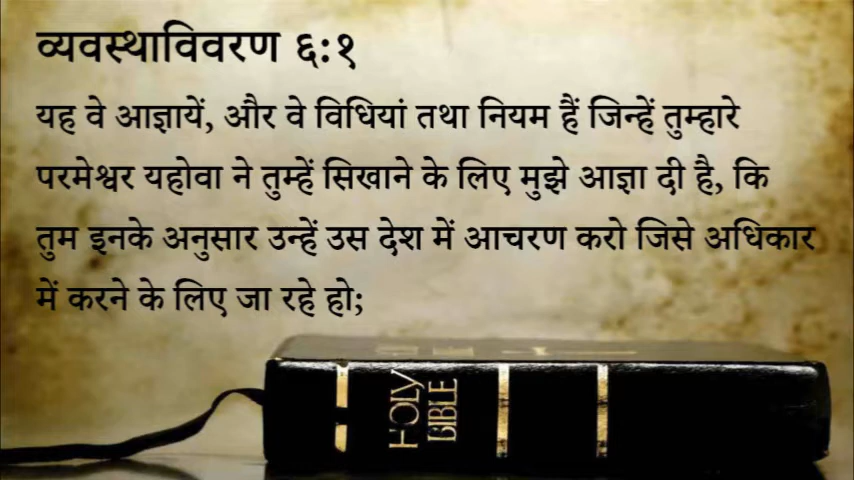 व्यवस्थाविवरण ६:१
यह वे आज्ञायें, और वे विधियां तथा नियम हैं जिन्हें तुम्हारे
परमेश्वर यहोवा ने तुम्हें सिखाने के लिए मुझे आज्ञा दी है, कि
तुम इनके अनुसार उन्हें उस देश में आचरण करो जिसे अधिकार
में करने के लिए जा रहे हो;
HOLY
BIBLE